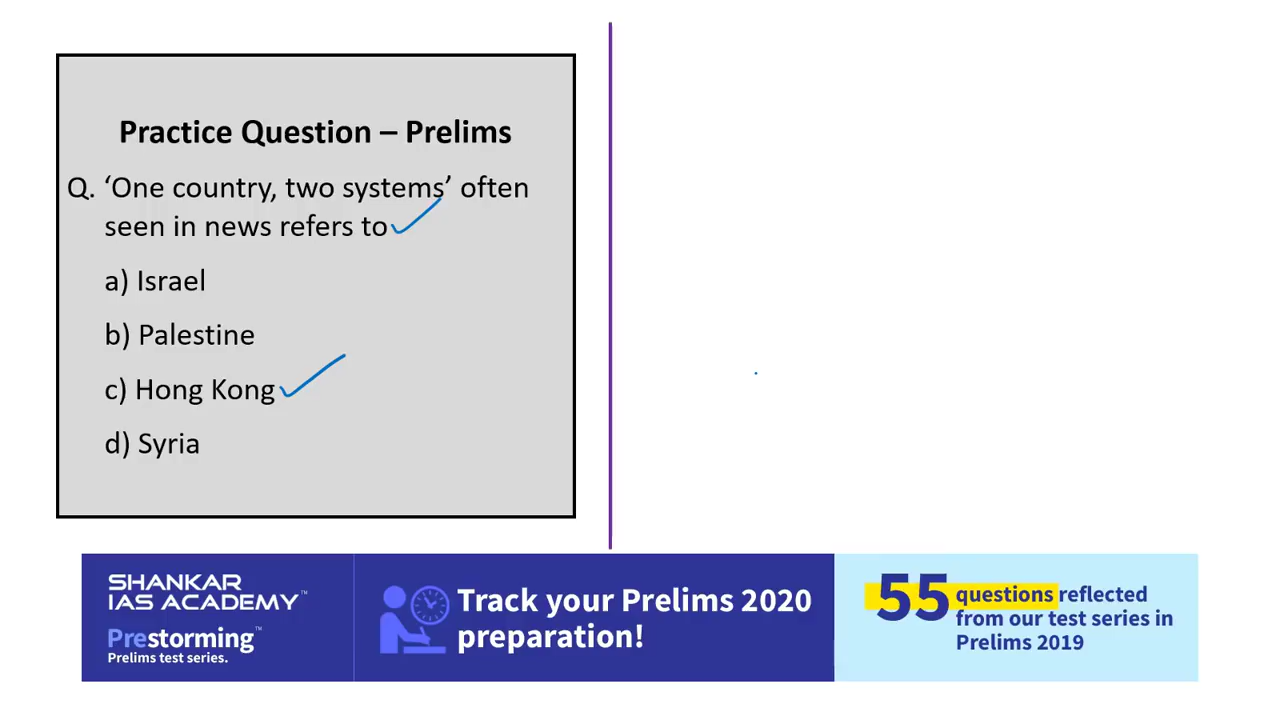 Practice Question – Prelims
Q. ‘One country, two systems’ often
seen in news refers to
a) Israel
b) Palestine
c) Hong Kong
d) Syria
SHANKAR
IAS ACADEMY™
Prestorming™
Prelims test series.
Track your Prelims 2020
preparation!
55 questions reflected
from our test series in
Prelims 2019